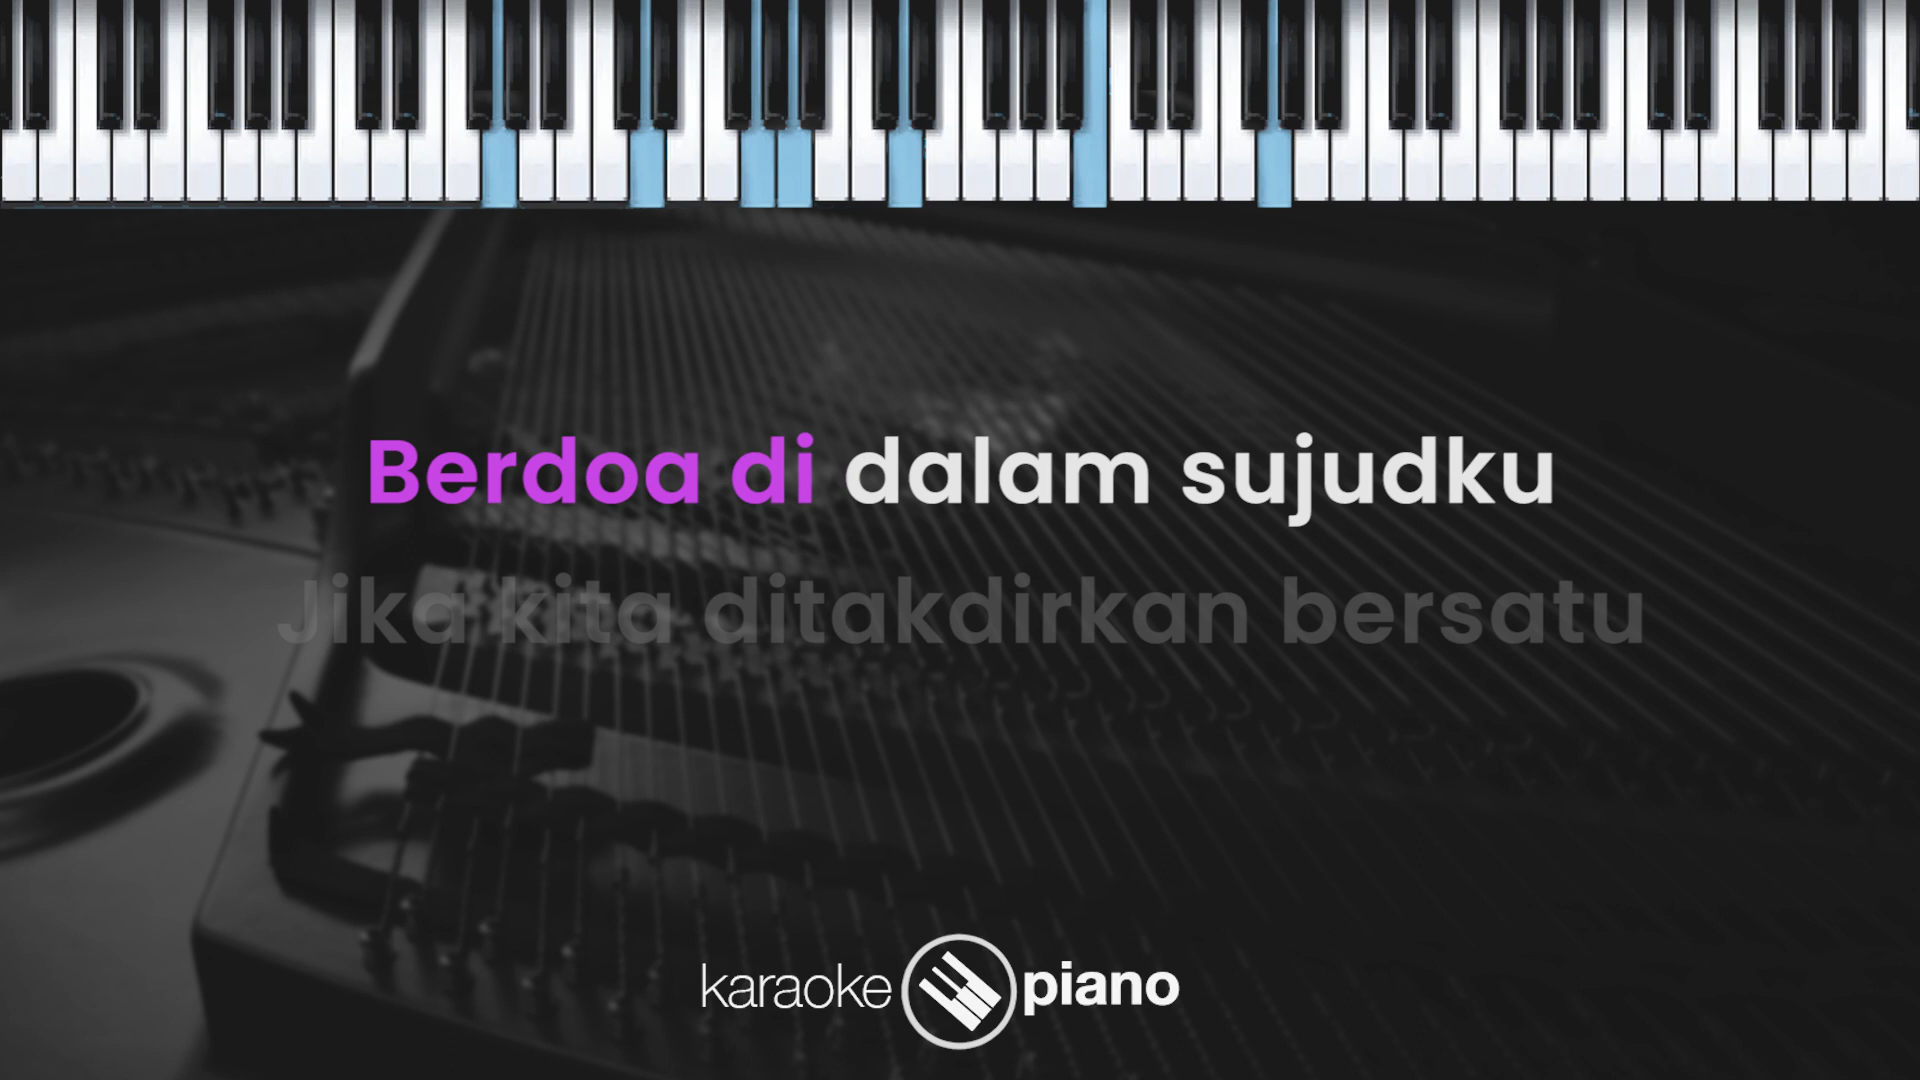 Berdoa di dalam sujudku
Jika kita ditakdirkan bersatu
karaoke piano